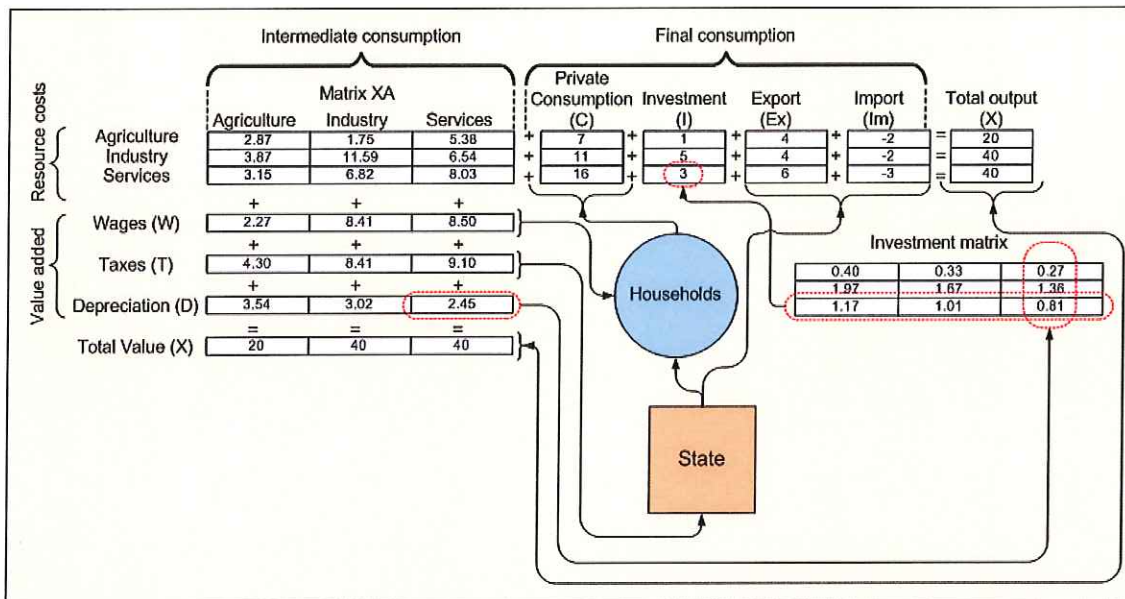 Intermediate consumption Final consumption
Matrix XA
Private Consumption (C) Investment (I) Export (Ex) Import (Im) Total output (X)
Agriculture Industry Services
Resource costs
Agriculture 2.87 1.75 5.38 + 7 + 1 + 4 + -2 = 20
Industry 3.87 11.59 6.54 + 11 + 5 + 4 + -2 = 40
Services 3.15 6.82 8.03 + 16 + 3 + 6 + -3 = 40
+ + +
Value added
Wages (W) 2.27 8.41 8.50
+ + +
Taxes (T) 4.30 8.41 9.10
+ + +
Depreciation (D) 3.54 3.02 2.45
= = =
Total Value (X) 20 40 40
Households
State
Investment matrix
0.40 0.33 0.27
1.97 1.67 1.36
1.17 1.01 0.81